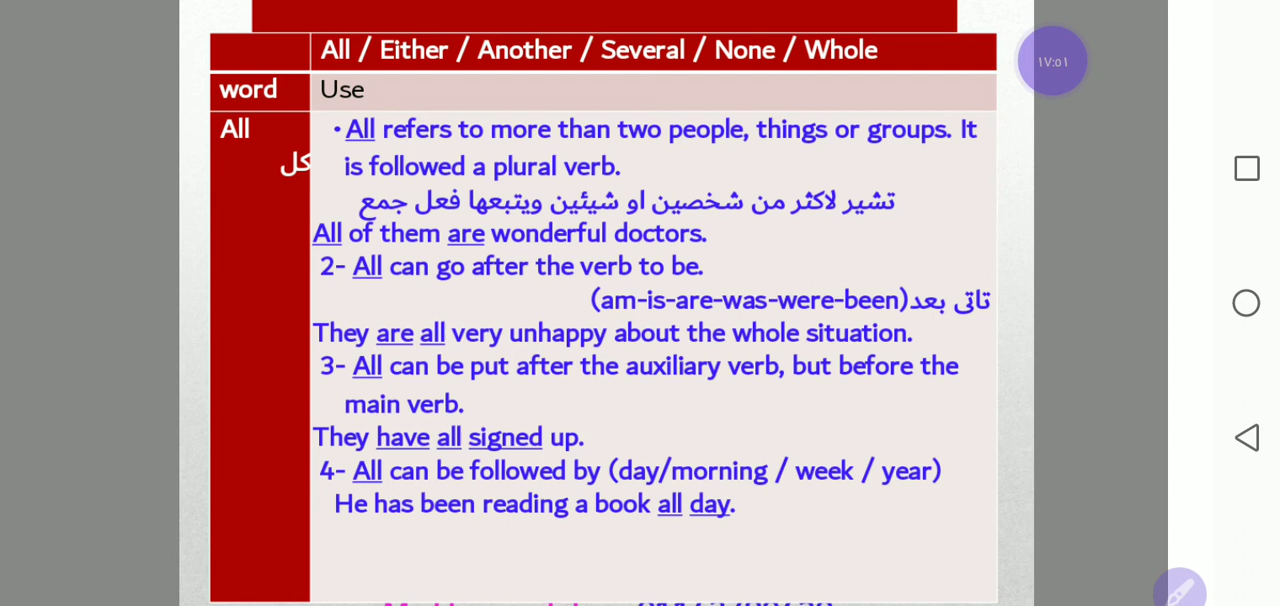 All / Either / Another / Several / None / Whole
١٧:٥١
word Use
All • All refers to more than two people, things or groups. It
كل is followed a plural verb.
تشير لاكثر من شخصين او شيئين ويتبعها فعل جمع
All of them are wonderful doctors.
2- All can go after the verb to be.
تاتى بعد(am-is-are-was-were-been)
They are all very unhappy about the whole situation.
3- All can be put after the auxiliary verb, but before the
main verb.
They have all signed up.
4- All can be followed by (day/morning / week / year)
He has been reading a book all day.